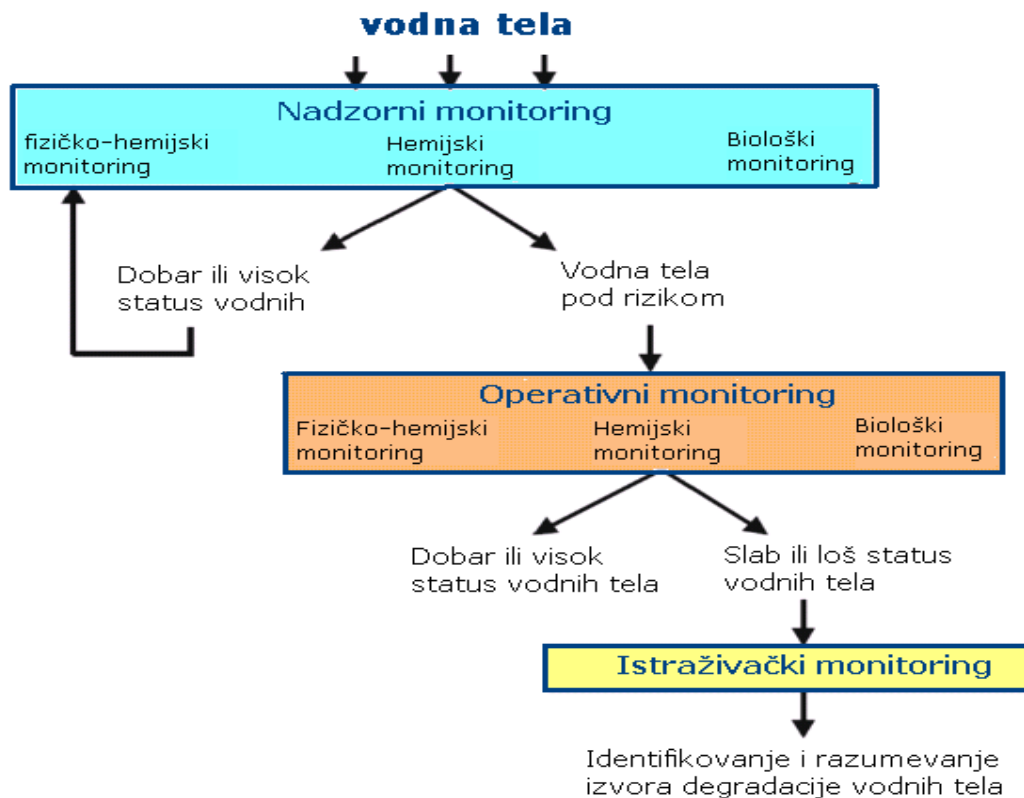 vodna tela
Nadzorni monitoring
fizičko-hemijski
monitoring
Hemijski
monitoring
Biološki
monitoring
Dobar ili visok
status vodnih
Vodna tela
pod rizikom
Operativni monitoring
Fizičko-hemijski
monitoring
Hemijski
monitoring
Biološki
monitoring
Dobar ili visok
status vodnih tela
Slab ili loš status
vodnih tela
Istraživački monitoring
Identifikovanje i razumevanje
izvora degradacije vodnih tela